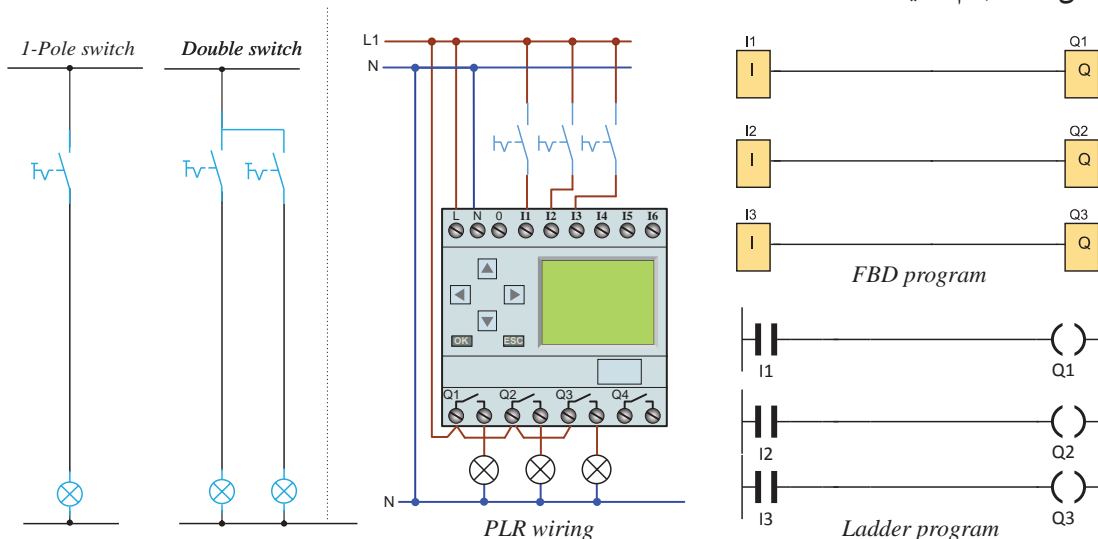 1-Pole switch
Double switch
L1
N
L N 0 I1 I2 I3 I4 I5 I6
OK ESC
Q1 Q2 Q3 Q4
N
PLR wiring
I1 Q1
I Q
I2 Q2
I Q
I3 Q3
I Q
FBD program
I1 Q1
I2 Q2
I3 Q3
Ladder program